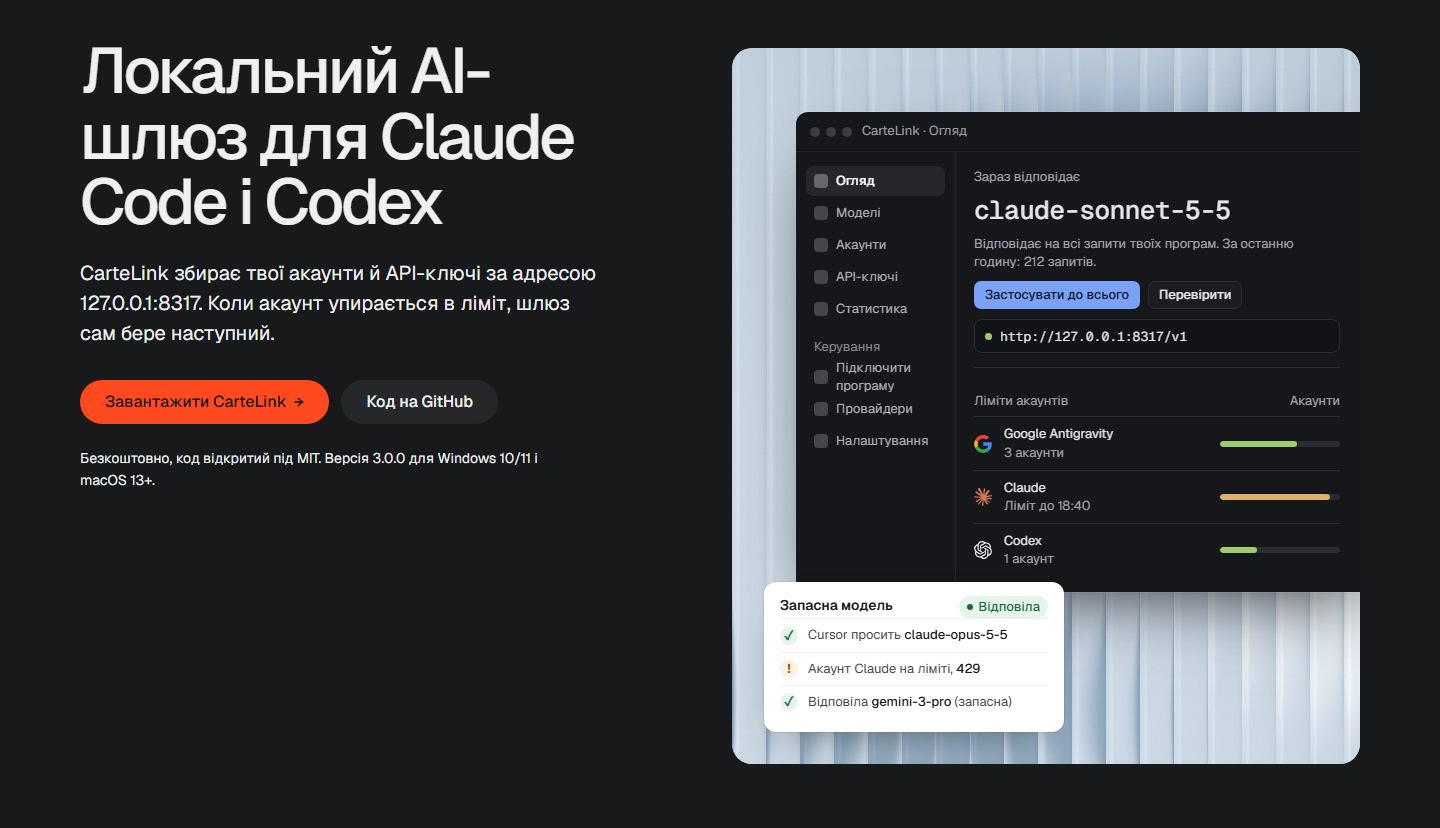 Локальний AI-
шлюз для Claude
Code і Codex
CarteLink збирає твої акаунти й API-ключі за адресою
127.0.0.1:8317. Коли акаунт упирається в ліміт, шлюз
сам бере наступний.
Завантажити CarteLink →
Код на GitHub
Безкоштовно, код відкритий під MIT. Версія 3.0.0 для Windows 10/11 і
macOS 13+.
CarteLink · Огляд
Огляд
Моделі
Акаунти
API-ключі
Статистика
Керування
Підключити
програму
Провайдери
Налаштування
Зараз відповідає
claude-sonnet-5-5
Відповідає на всі запити твоїх програм. За останню
годину: 212 запитів.
Застосувати до всього
Перевірити
http://127.0.0.1:8317/v1
Ліміти акаунтів
Акаунти
Google Antigravity
3 акаунти
Claude
Ліміт до 18:40
Codex
1 акаунт
Запасна модель
Відповіла
Cursor просить claude-opus-5-5
Акаунт Claude на ліміті, 429
Відповіла gemini-3-pro (запасна)